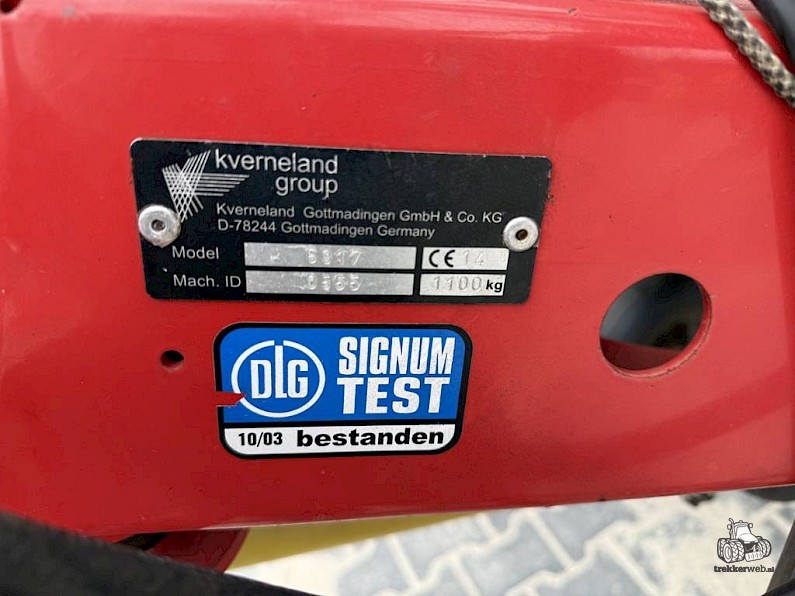 kverneland
group
Kverneland Gottmadingen GmbH & Co. KG
D-78244 Gottmadingen Germany
Model CE 14
Mach. ID 1100 kg
DLG
SIGNUM
TEST
10/03 bestanden
trekkerweb.nl